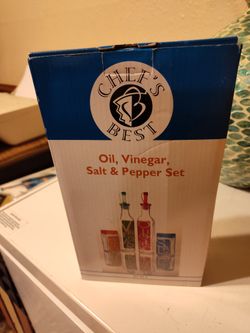 CHEF'S
BEST
Oil, Vinegar,
Salt & Pepper Set